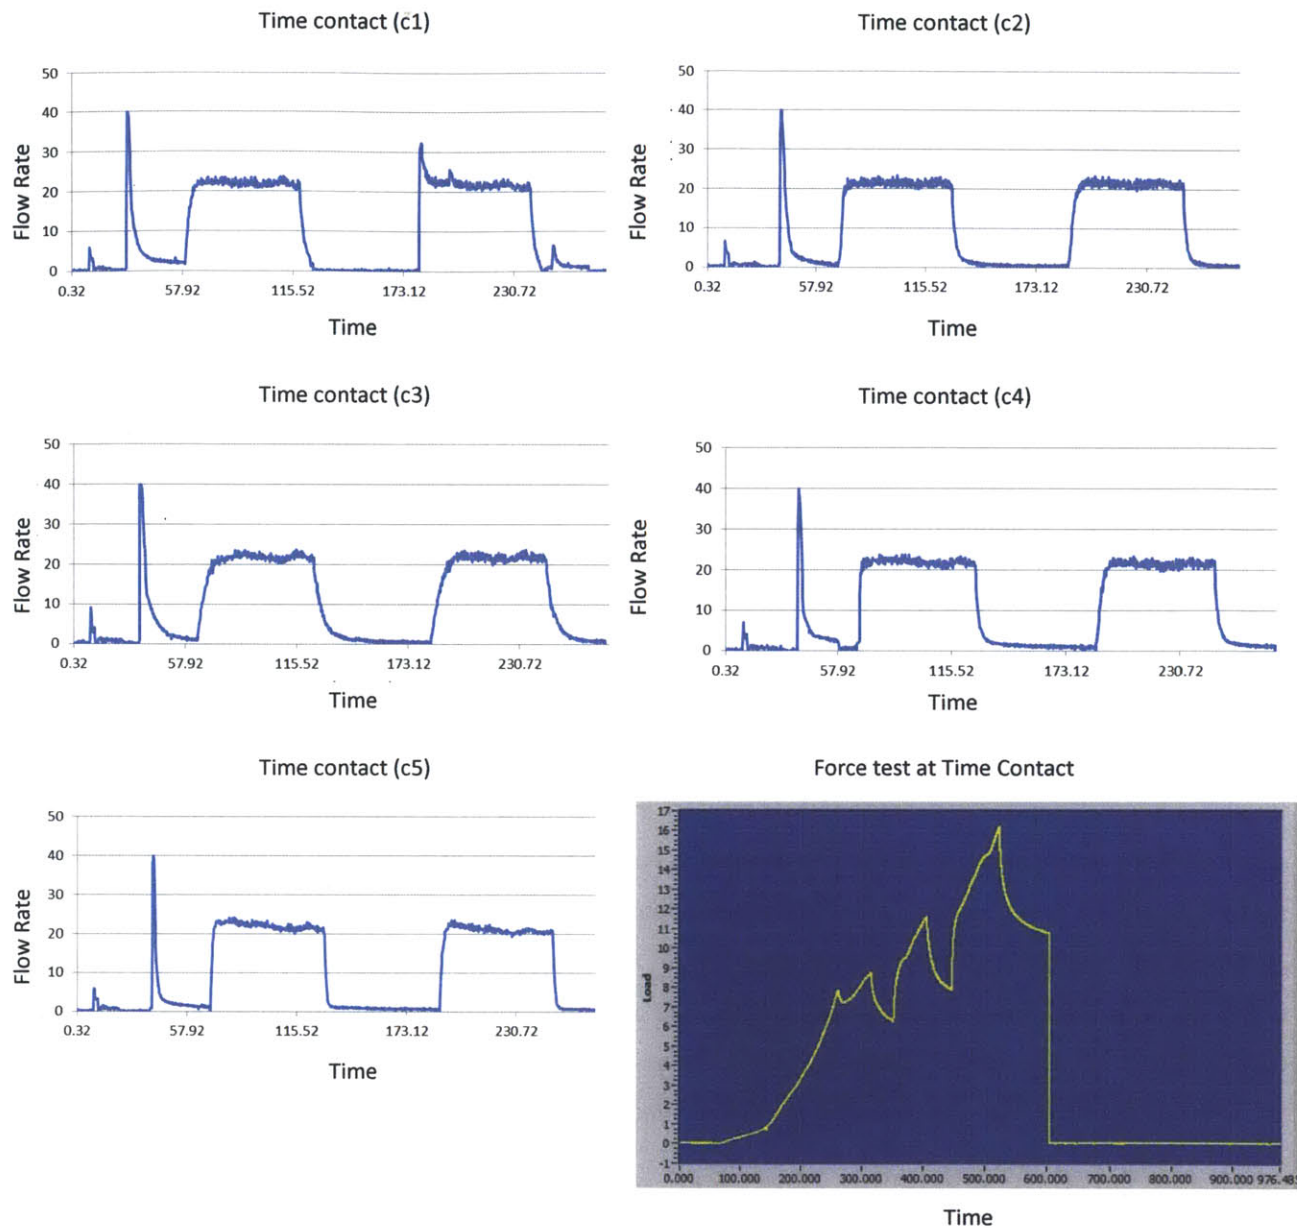 Time contact (c1)
50
40
30
20
10
0
Flow Rate
0.32 57.92 115.52 173.12 230.72
Time
Time contact (c2)
50
40
30
20
10
0
Flow Rate
0.32 57.92 115.52 173.12 230.72
Time
Time contact (c3)
50
40
30
20
10
0
Flow Rate
0.32 57.92 115.52 173.12 230.72
Time
Time contact (c4)
50
40
30
20
10
0
Flow Rate
0.32 57.92 115.52 173.12 230.72
Time
Time contact (c5)
50
40
30
20
10
0
Flow Rate
0.32 57.92 115.52 173.12 230.72
Time
Force test at Time Contact
17
16
15
14
13
12
11
10
9
8
7
6
5
4
3
2
1
0
-1
Load
0.000 100.000 200.000 300.000 400.000 500.000 600.000 700.000 800.000 900.000 976.485
Time